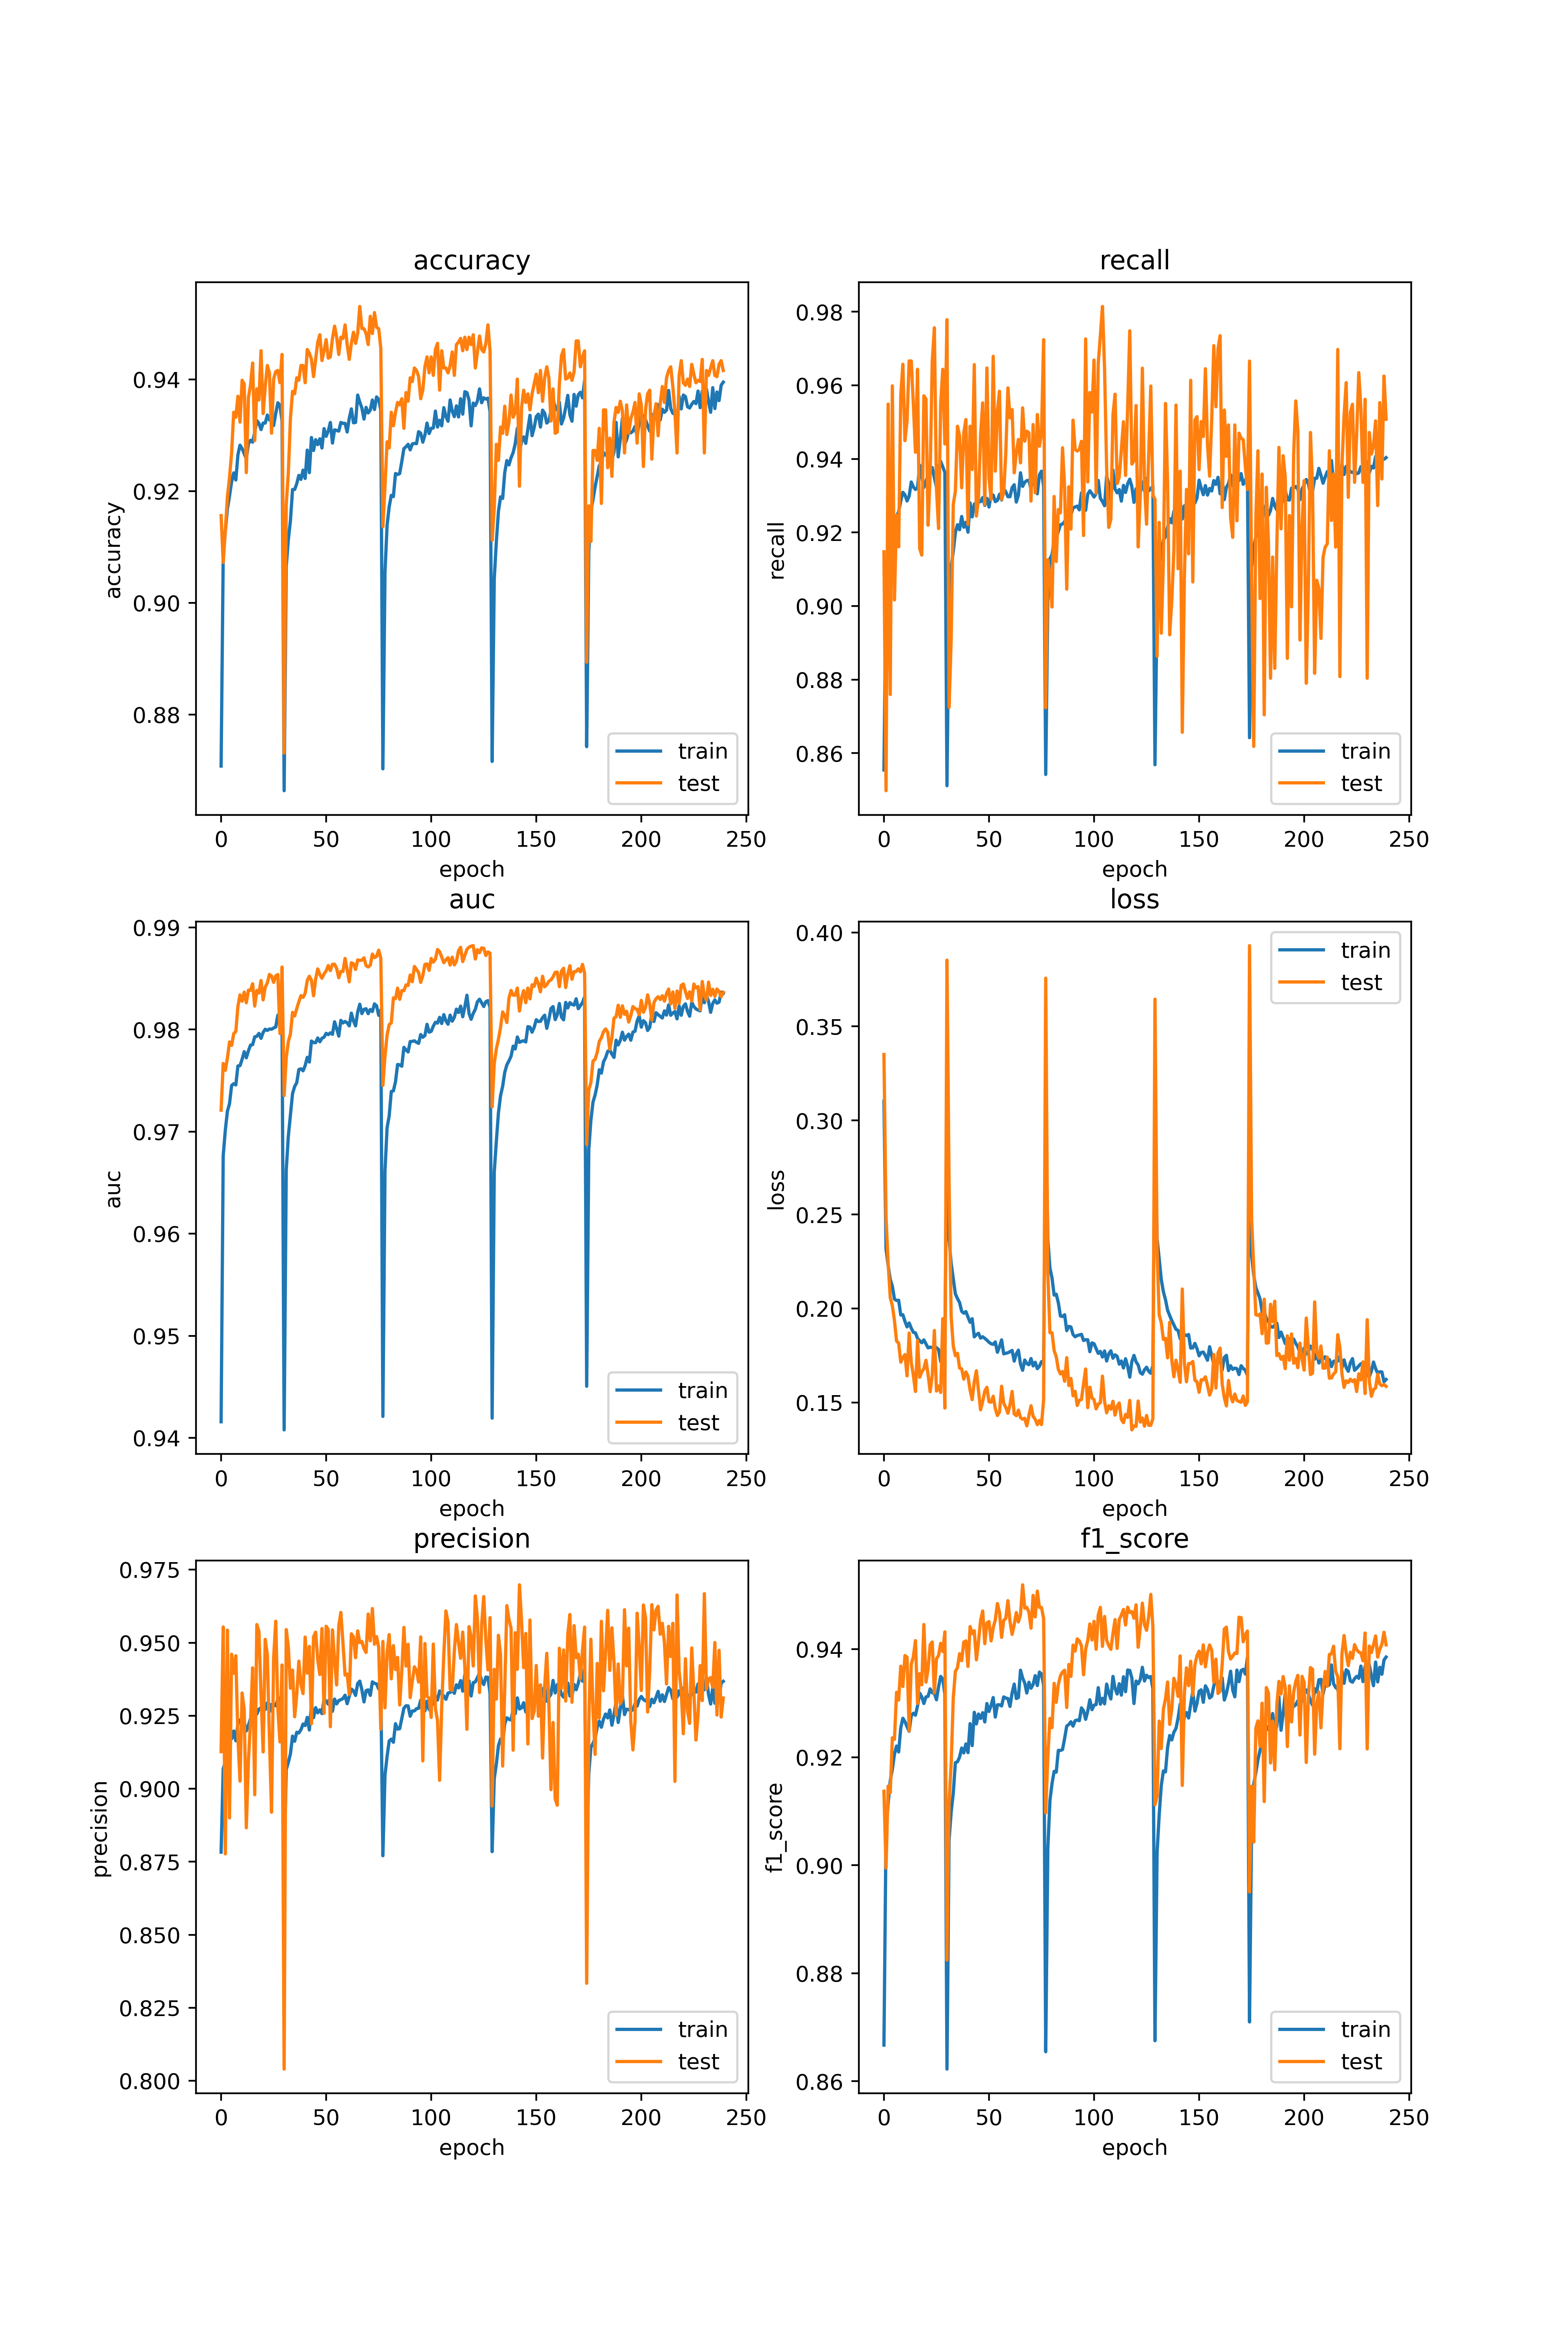 accuracy
accuracy
0.94
0.92
0.90
0.88
train
test
0 50 100 150 200 250
epoch
recall
recall
0.98
0.96
0.94
0.92
0.90
0.88
0.86
train
test
0 50 100 150 200 250
epoch
auc
auc
0.99
0.98
0.97
0.96
0.95
0.94
train
test
0 50 100 150 200 250
epoch
loss
loss
0.40
0.35
0.30
0.25
0.20
0.15
train
test
0 50 100 150 200 250
epoch
precision
precision
0.975
0.950
0.925
0.900
0.875
0.850
0.825
0.800
train
test
0 50 100 150 200 250
epoch
f1_score
f1_score
0.94
0.92
0.90
0.88
0.86
train
test
0 50 100 150 200 250
epoch